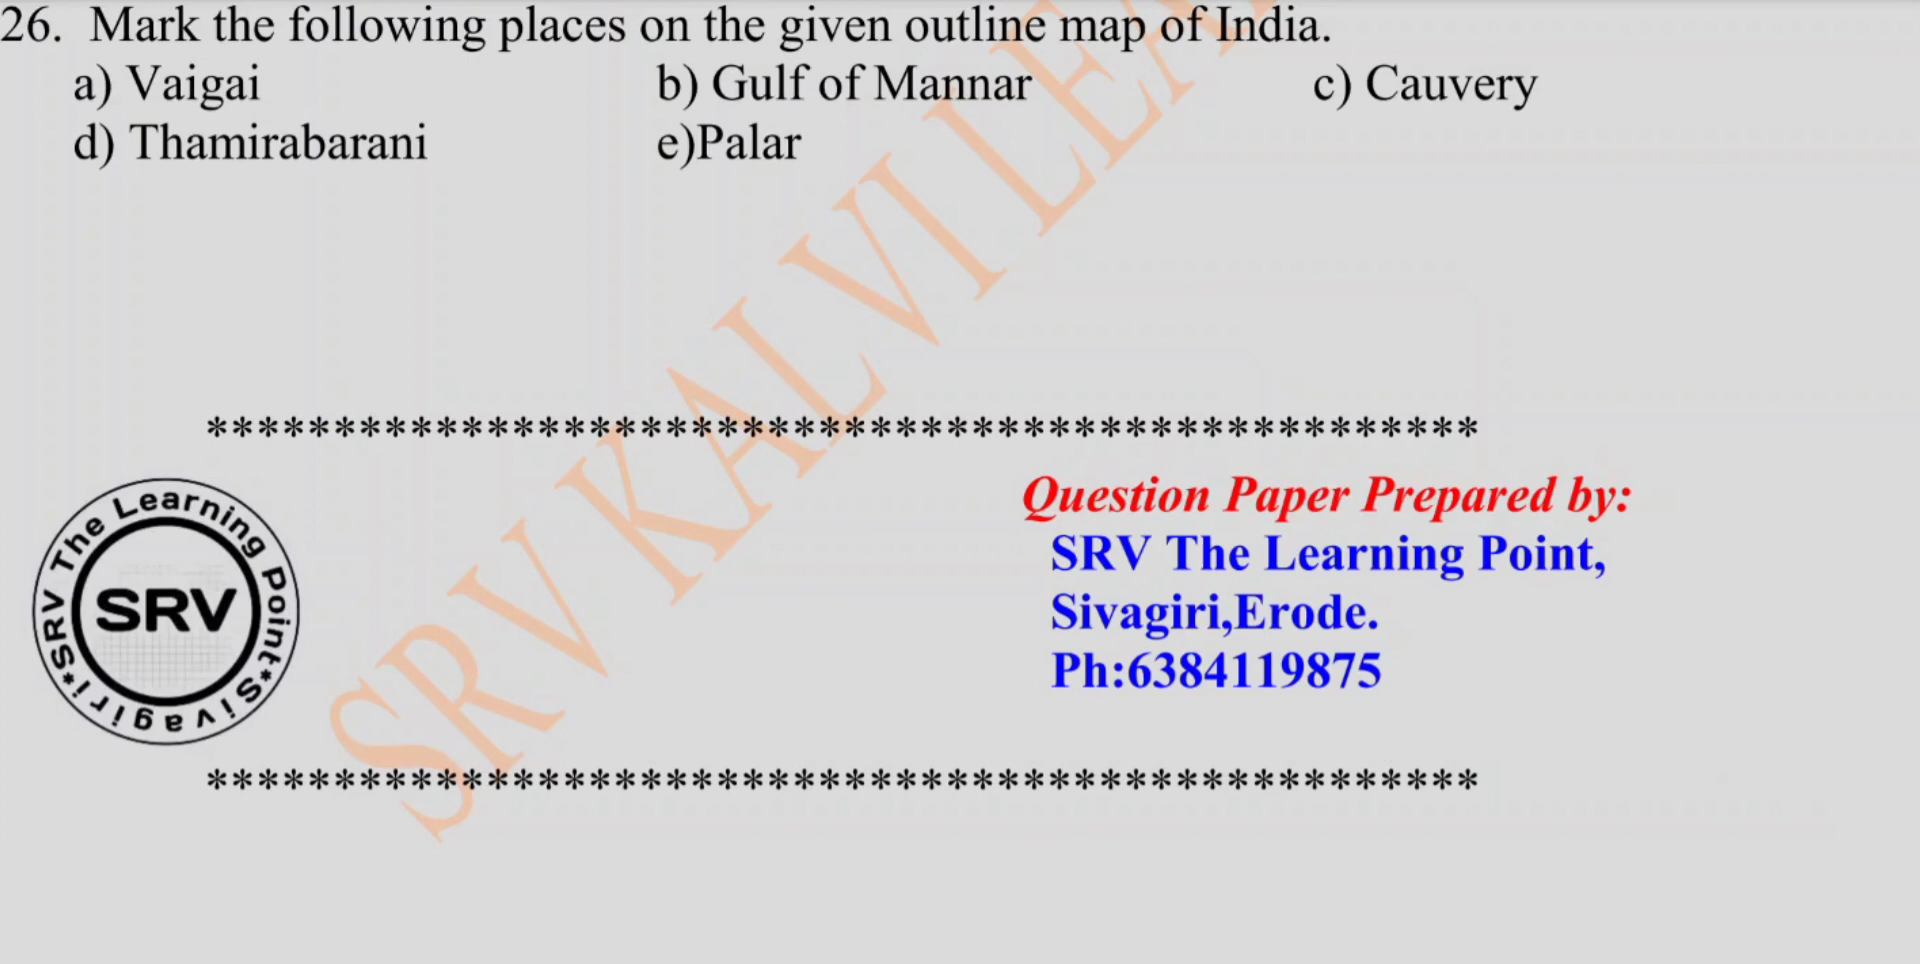 26. Mark the following places on the given outline map of India.
a) Vaigai b) Gulf of Mannar c) Cauvery
d) Thamirabarani e)Palar
**************************************************
Question Paper Prepared by:
SRV The Learning Point,
Sivagiri,Erode.
Ph:6384119875
SRV The Learning Point*Sivagiri*
SRV
**************************************************
SRV KALVI